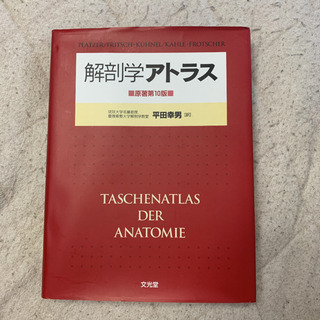 PLATZER・FRITSCH・KÜHNEL/KAHLE・FROTSCHER
解剖学アトラス
■原著第10版■
平田幸男 [訳]
TASCHENATLAS
DER
ANATOMIE
文光堂